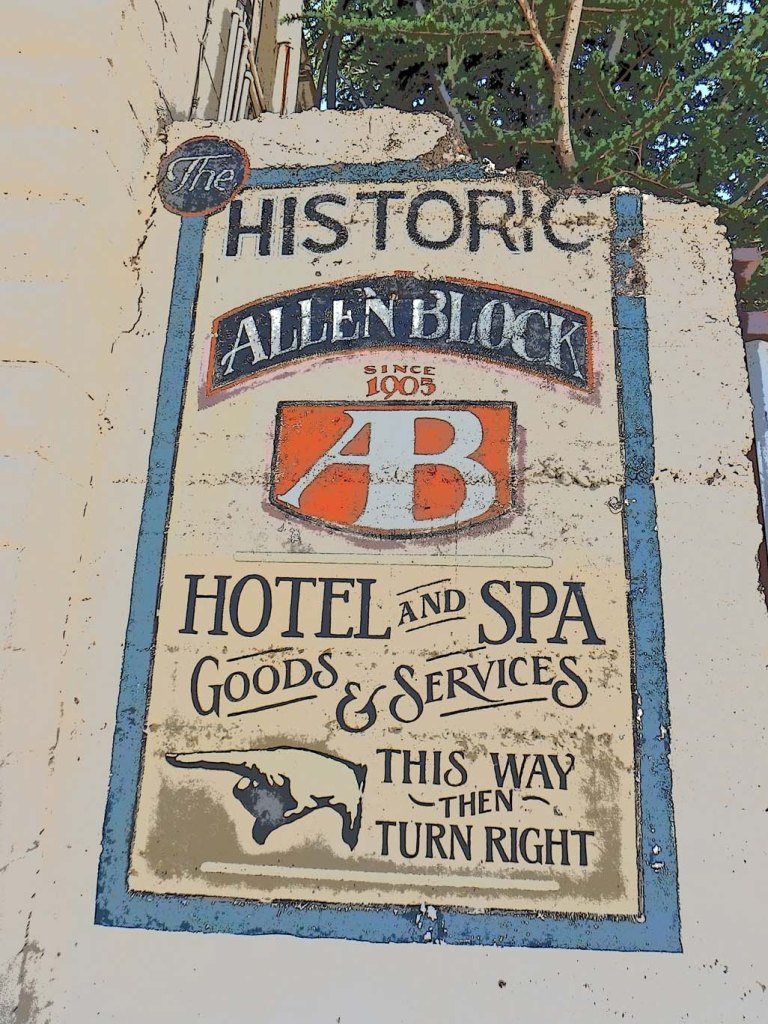 The
HISTORIC
ALLEN BLOCK
SINCE
1905
AB
HOTEL AND SPA
GOODS & SERVICES
THIS WAY
THEN
TURN RIGHT